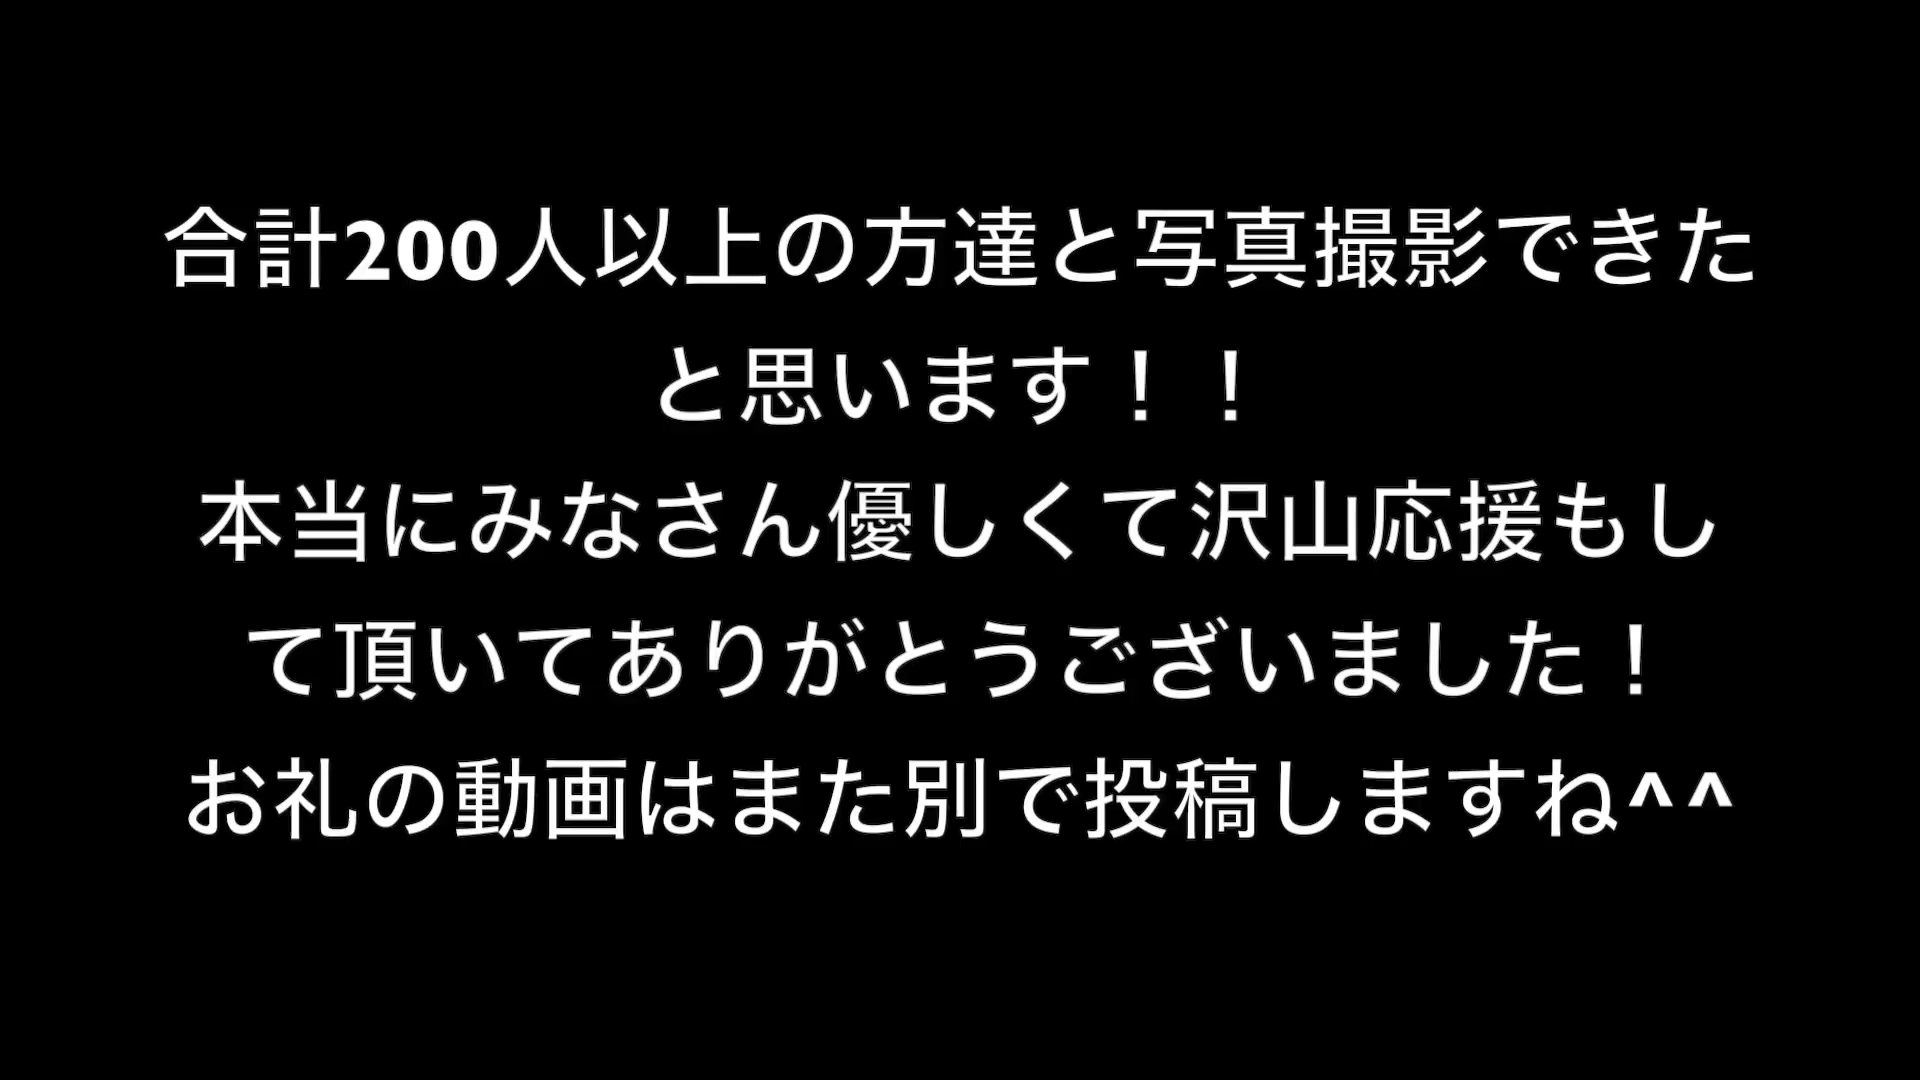 合計200人以上の方達と写真撮影できた
と思います！！
本当にみなさん優しくて沢山応援もし
て頂いてありがとうございました！
お礼の動画はまた別で投稿しますね^^